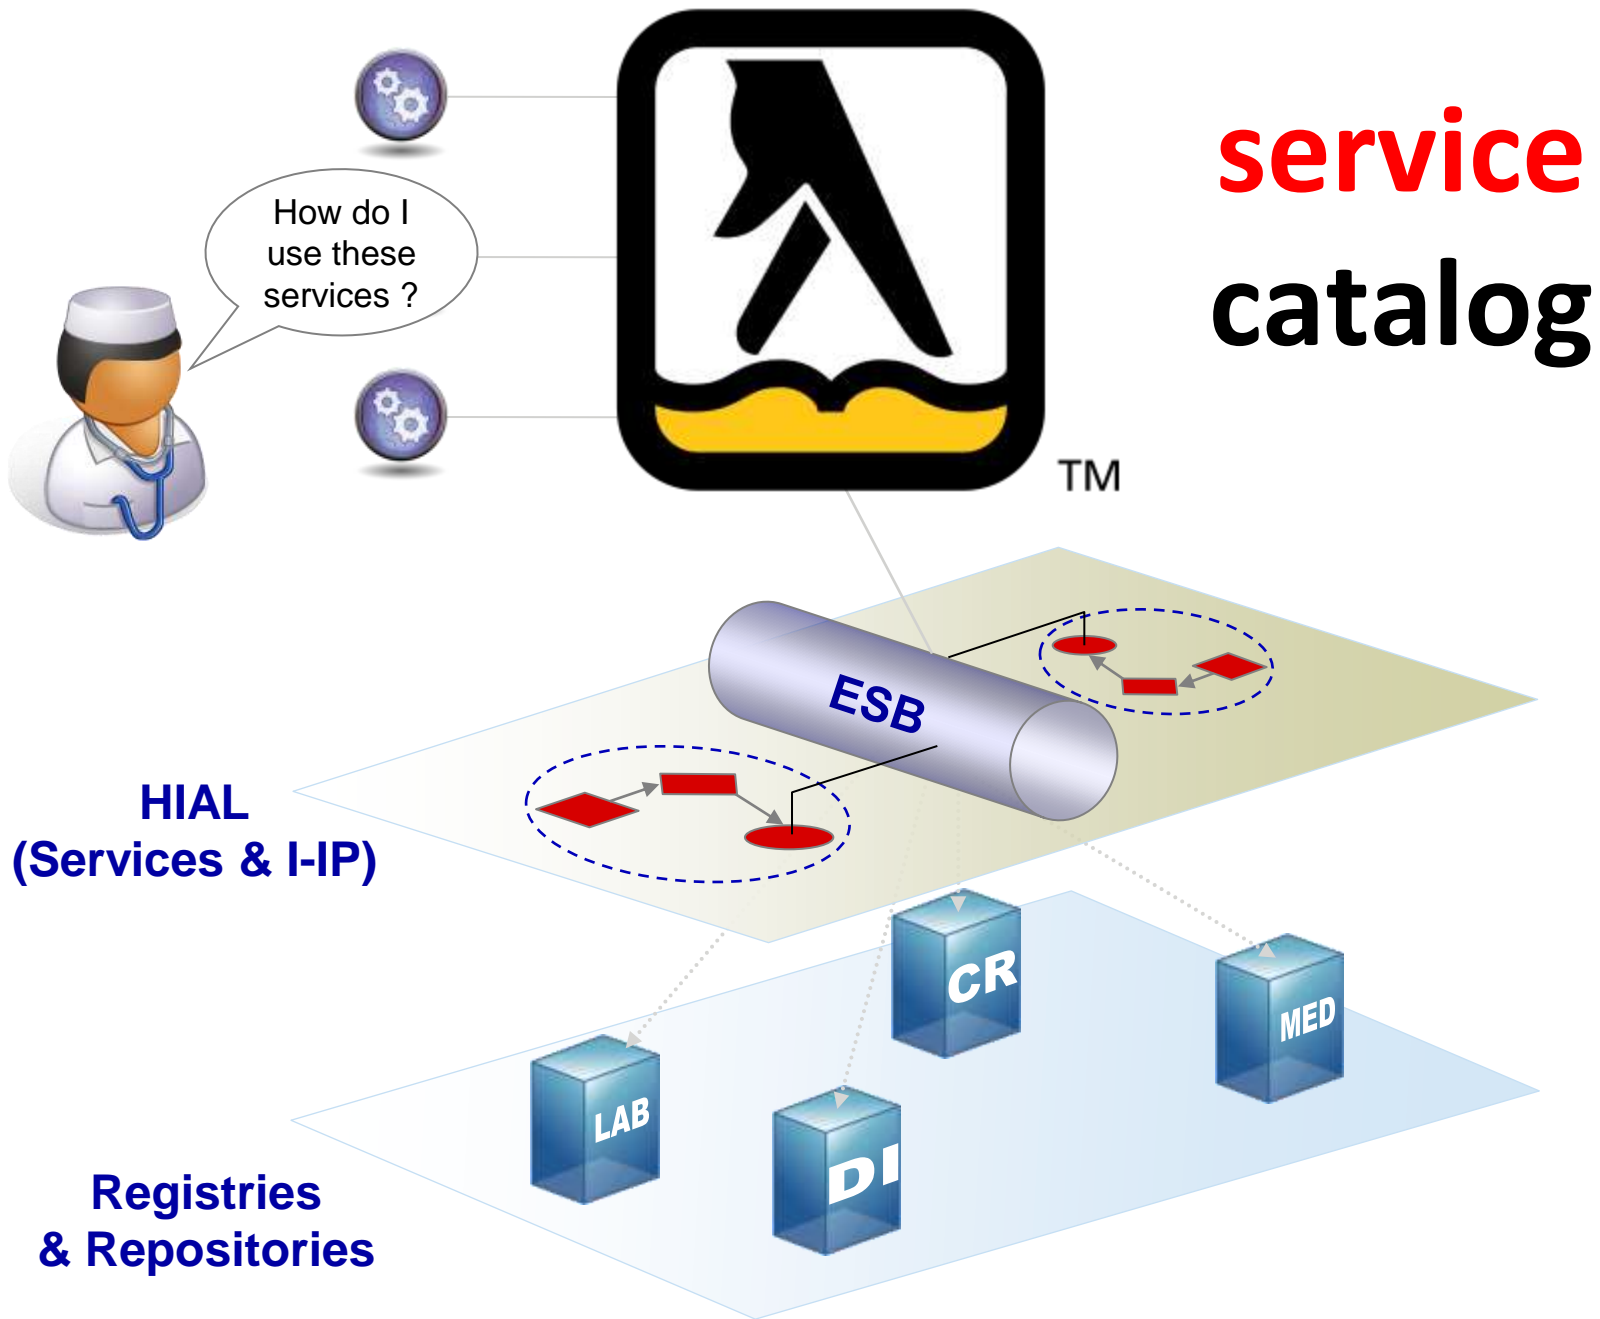 service
catalog
How do I
use these
services ?
TM
ESB
HIAL
(Services & I-IP)
CR
MED
LAB
DI
Registries
& Repositories